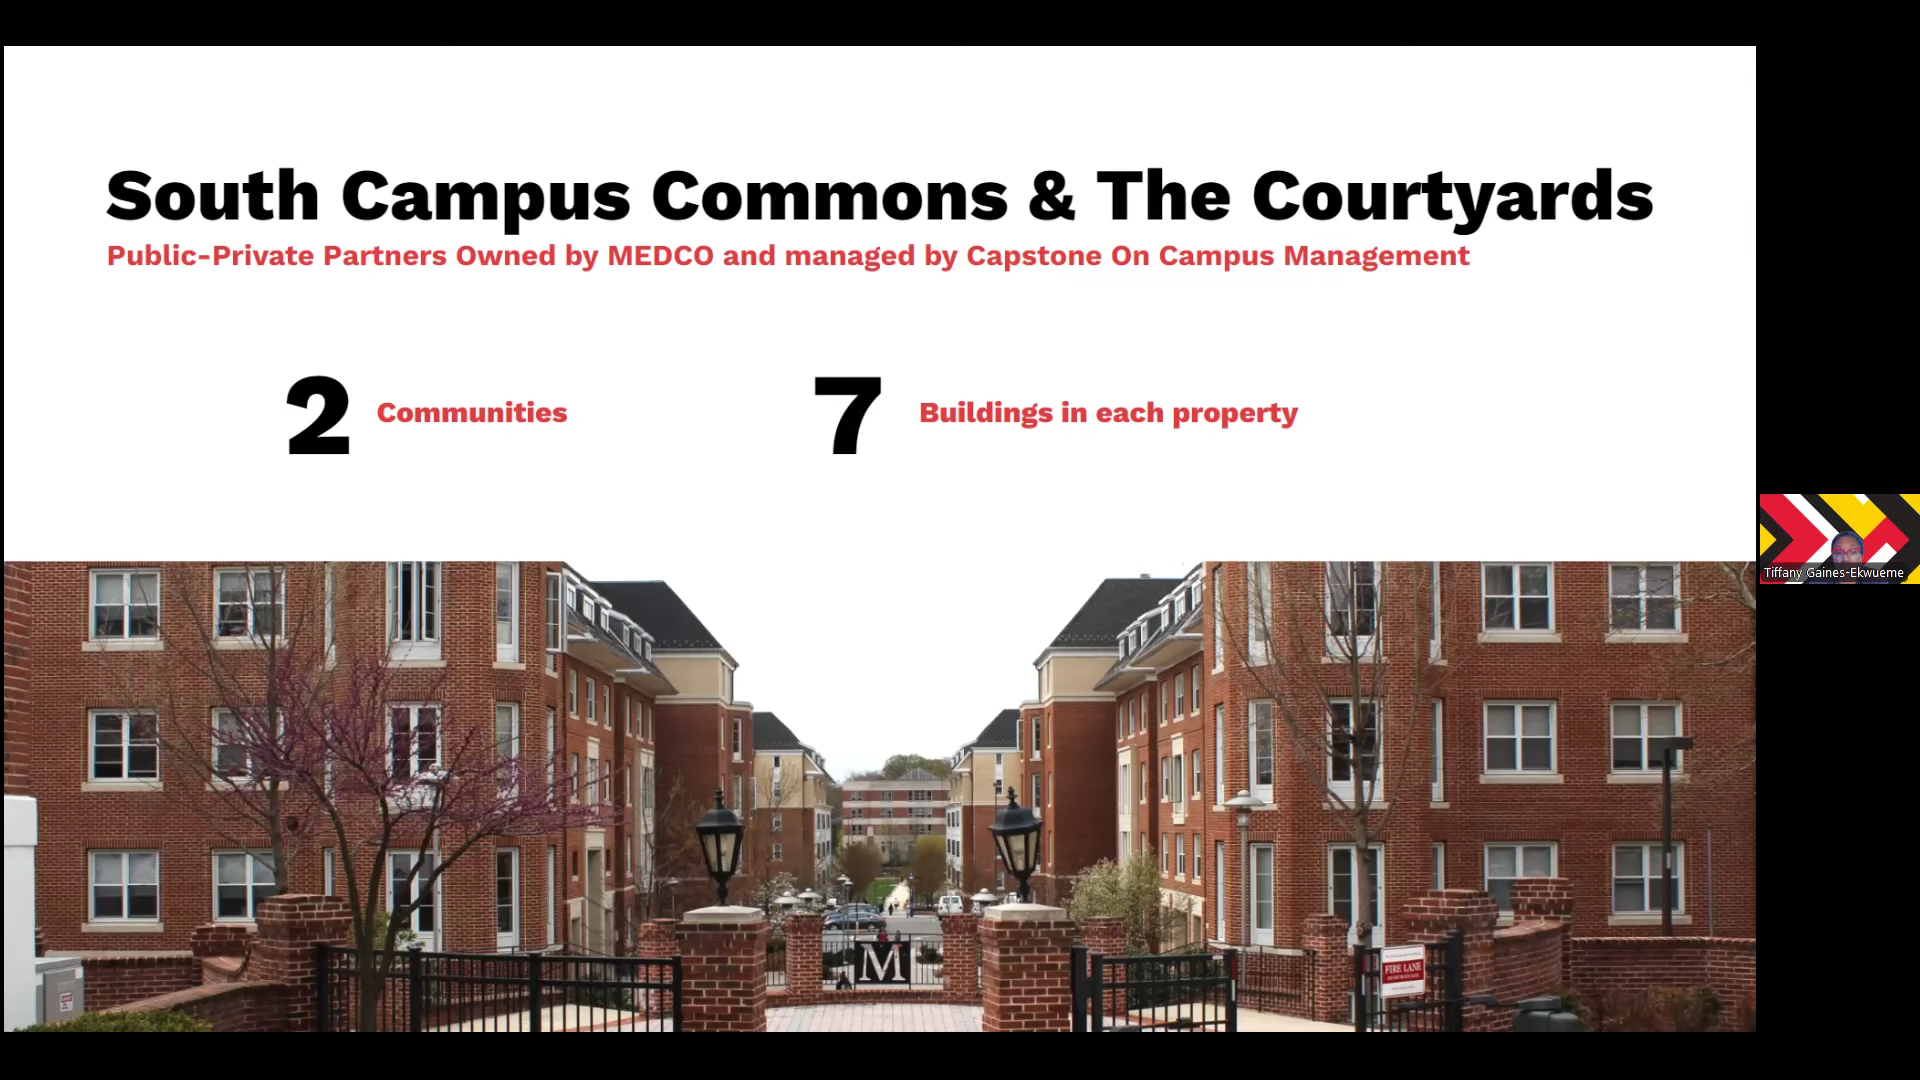 South Campus Commons & The Courtyards
Public-Private Partners Owned by MEDCO and managed by Capstone On Campus Management
2 Communities
7 Buildings in each property
Tiffany Gaines-Ekwueme
M
FIRE LANE